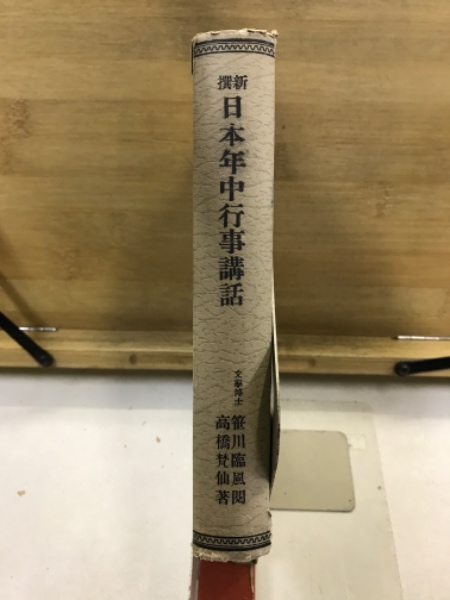 新撰
日本年中行事講話
文學博士
笹川臨風閲
高橋梵仙著